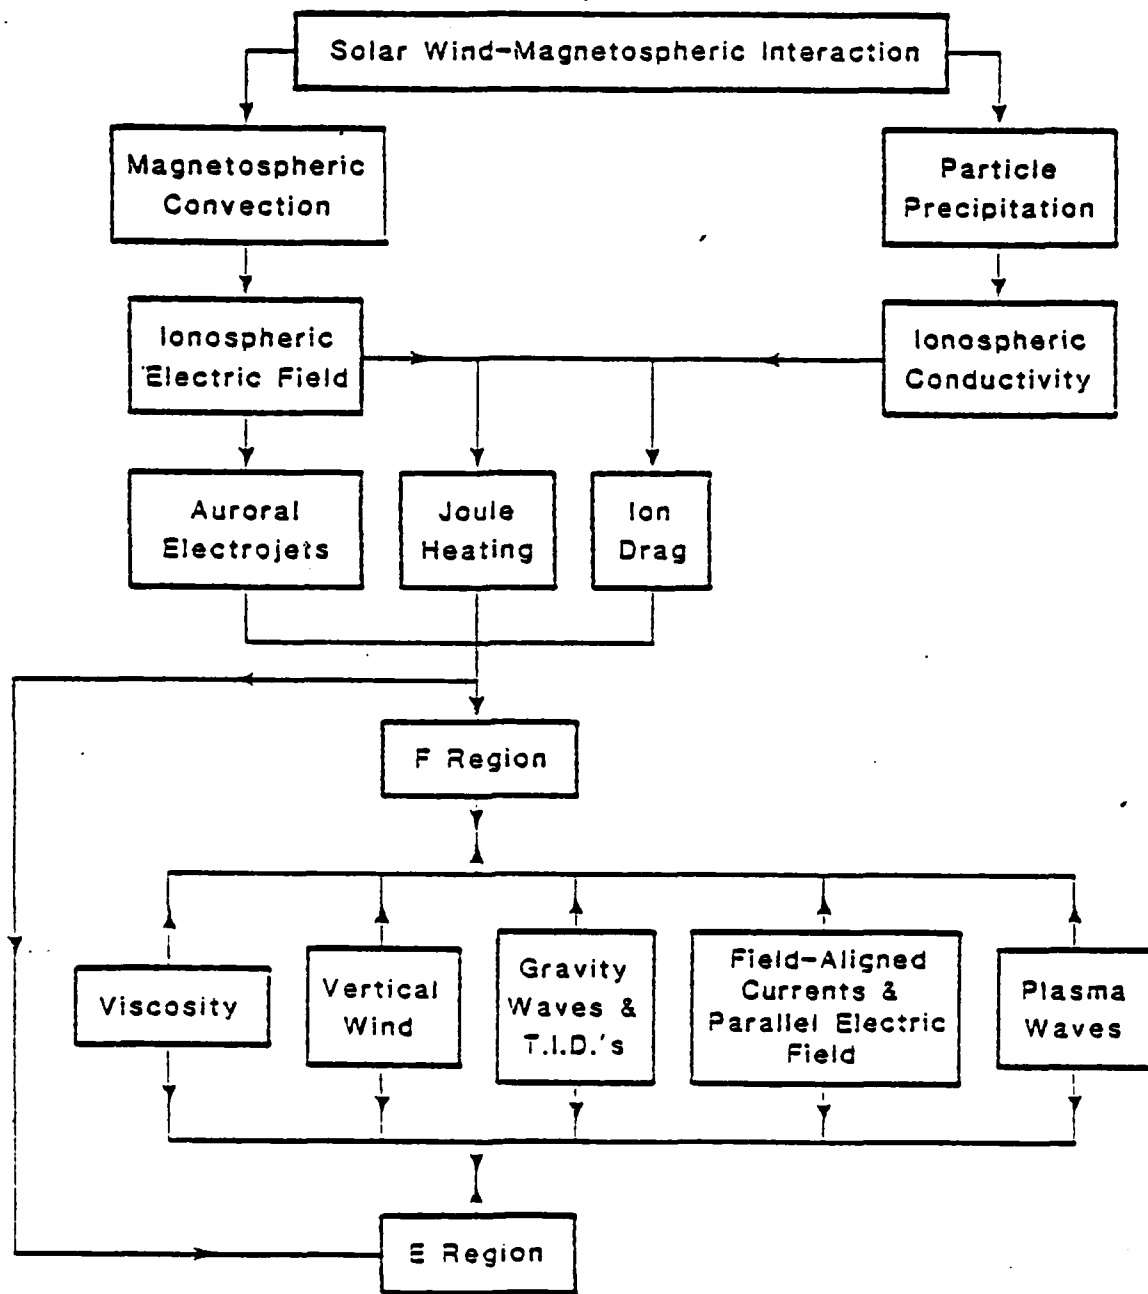 Solar Wind-Magnetospheric Interaction
Magnetospheric
Convection
Particle
Precipitation
Ionospheric
Electric Field
Ionospheric
Conductivity
Auroral
Electrojets
Joule
Heating
Ion
Drag
F Region
Viscosity
Vertical
Wind
Gravity
Waves &
T.I.D.'s
Field-Aligned
Currents &
Parallel Electric
Field
Plasma
Waves
E Region